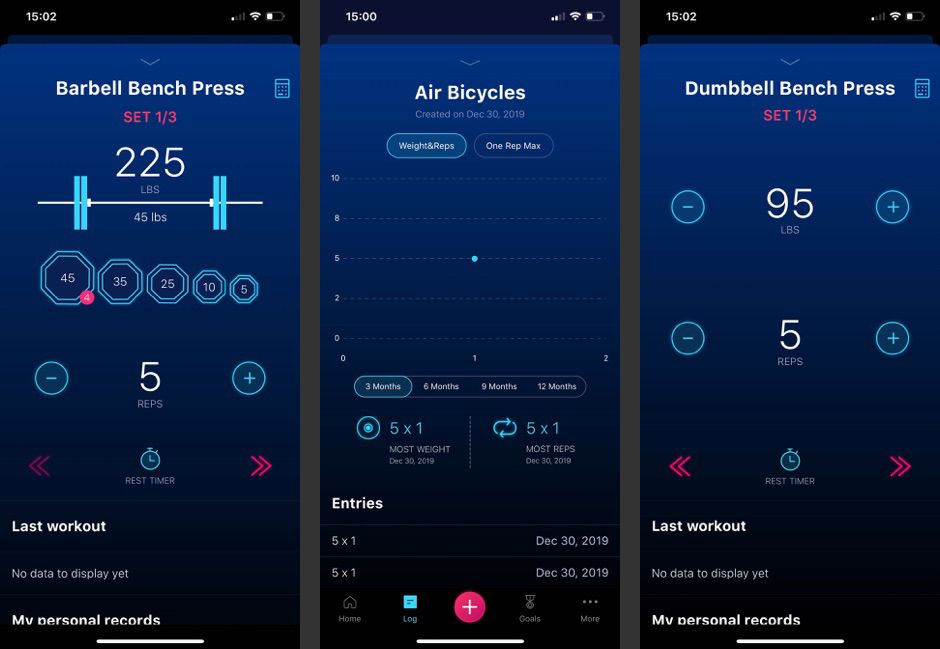 15:02
Barbell Bench Press
SET 1/3
225
LBS
45 lbs
45
4
35
25
10
5
5
REPS
REST TIMER
Last workout
No data to display yet
My personal records
15:00
Air Bicycles
Created on Dec 30, 2019
Weight&Reps
One Rep Max
10
8
5
2
0
0 1 2
3 Months 6 Months 9 Months 12 Months
5 x 1
MOST WEIGHT
Dec 30, 2019
5 x 1
MOST REPS
Dec 30, 2019
Entries
5 x 1 Dec 30, 2019
5 x 1 Dec 30, 2019
Home Log Goals More
15:02
Dumbbell Bench Press
SET 1/3
95
LBS
5
REPS
REST TIMER
Last workout
No data to display yet
My personal records